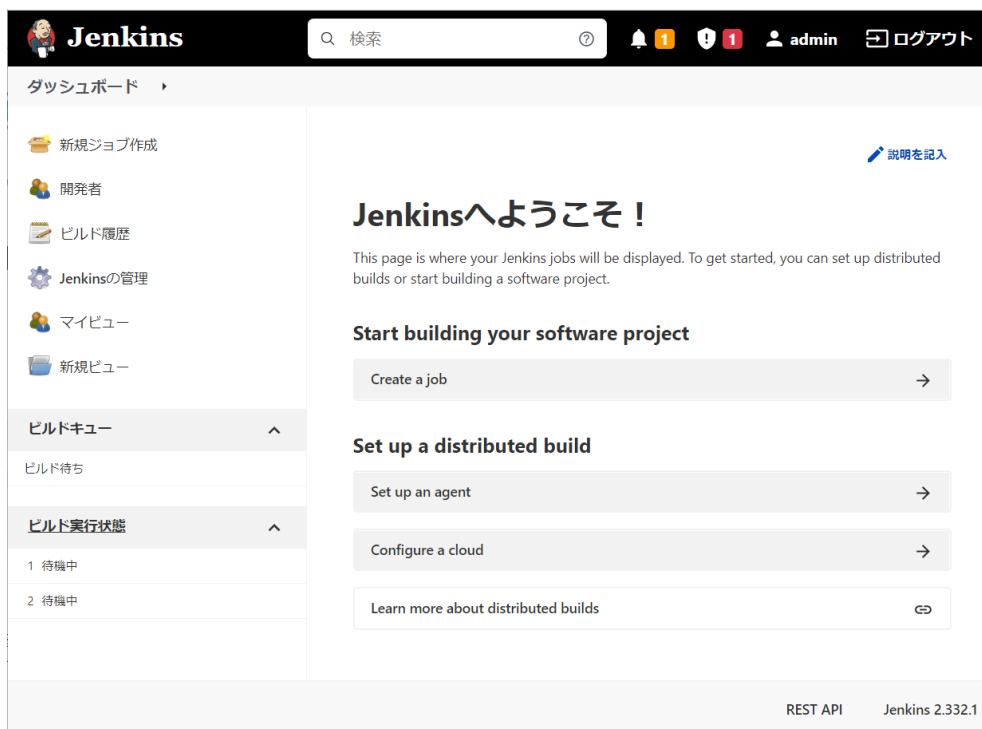 Jenkins
検索
1
1
admin
ログアウト
ダッシュボード
新規ジョブ作成
開発者
ビルド履歴
Jenkinsの管理
マイビュー
新規ビュー
ビルドキュー
ビルド待ち
ビルド実行状態
1 待機中
2 待機中
説明を記入
Jenkinsへようこそ！
This page is where your Jenkins jobs will be displayed. To get started, you can set up distributed
builds or start building a software project.
Start building your software project
Create a job
Set up a distributed build
Set up an agent
Configure a cloud
Learn more about distributed builds
REST API
Jenkins 2.332.1